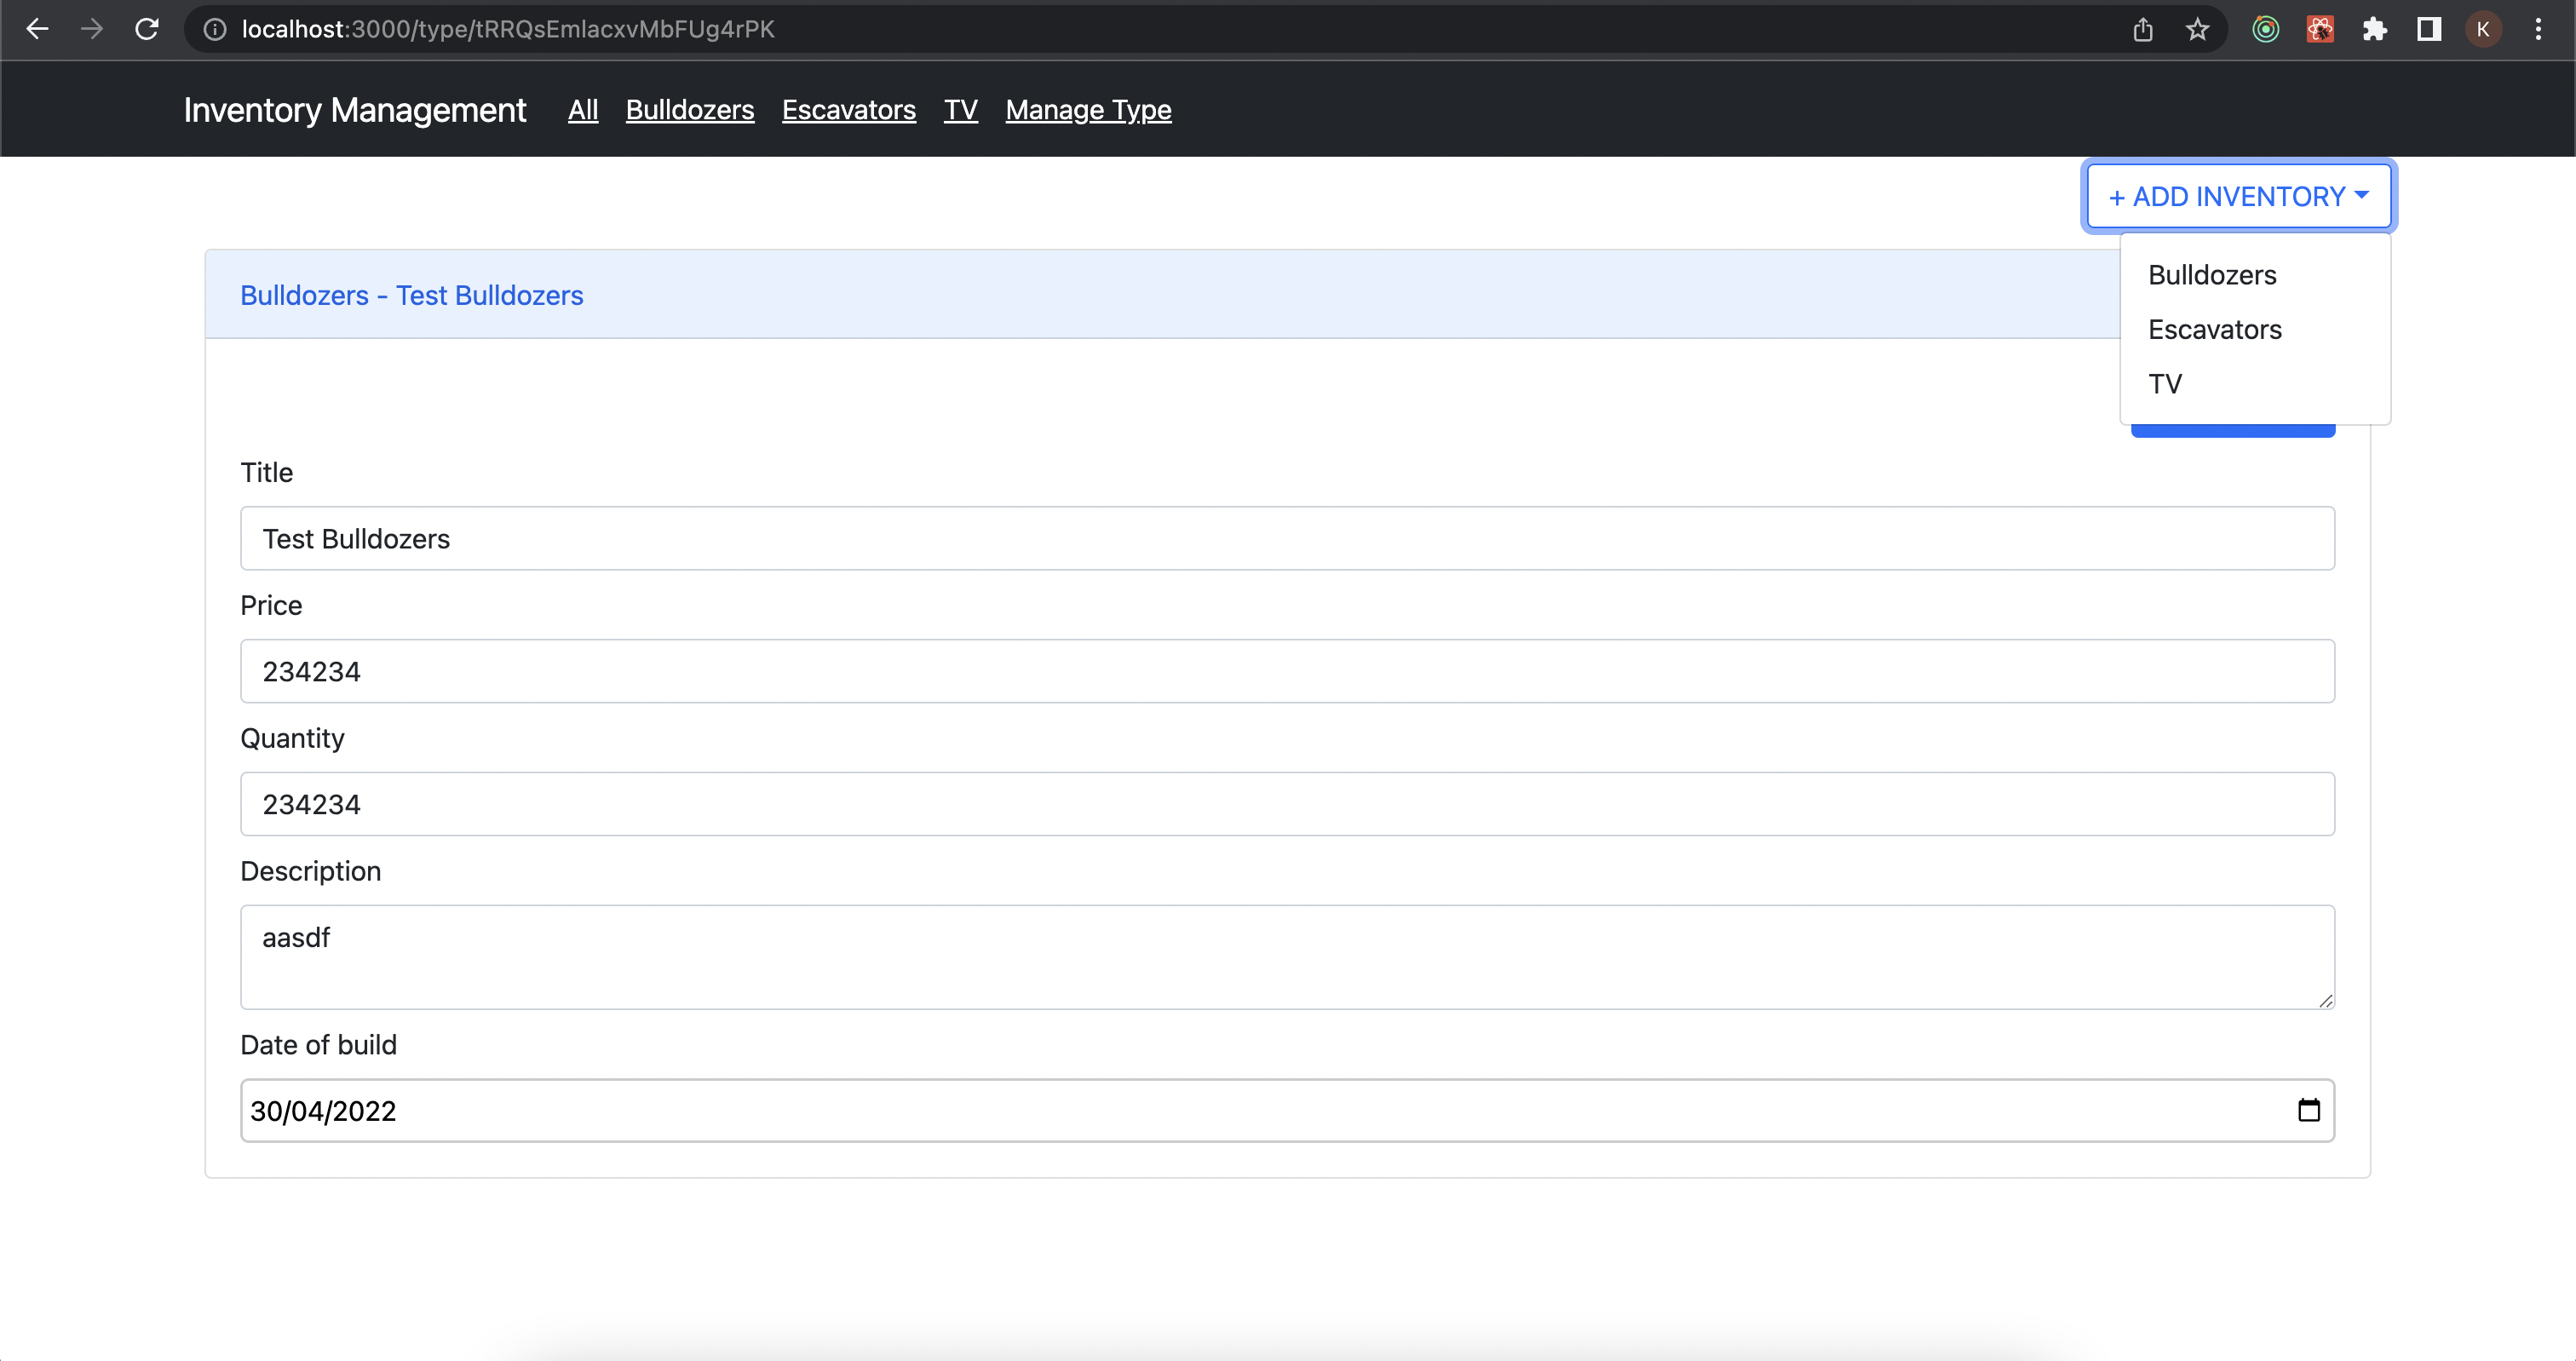 localhost:3000/type/tRRQsEmlacxvMbFUg4rPK
K
Inventory Management All Bulldozers Escavators TV Manage Type
+ ADD INVENTORY
Bulldozers
Escavators
TV
Bulldozers - Test Bulldozers
Title
Test Bulldozers
Price
234234
Quantity
234234
Description
aasdf
Date of build
30/04/2022